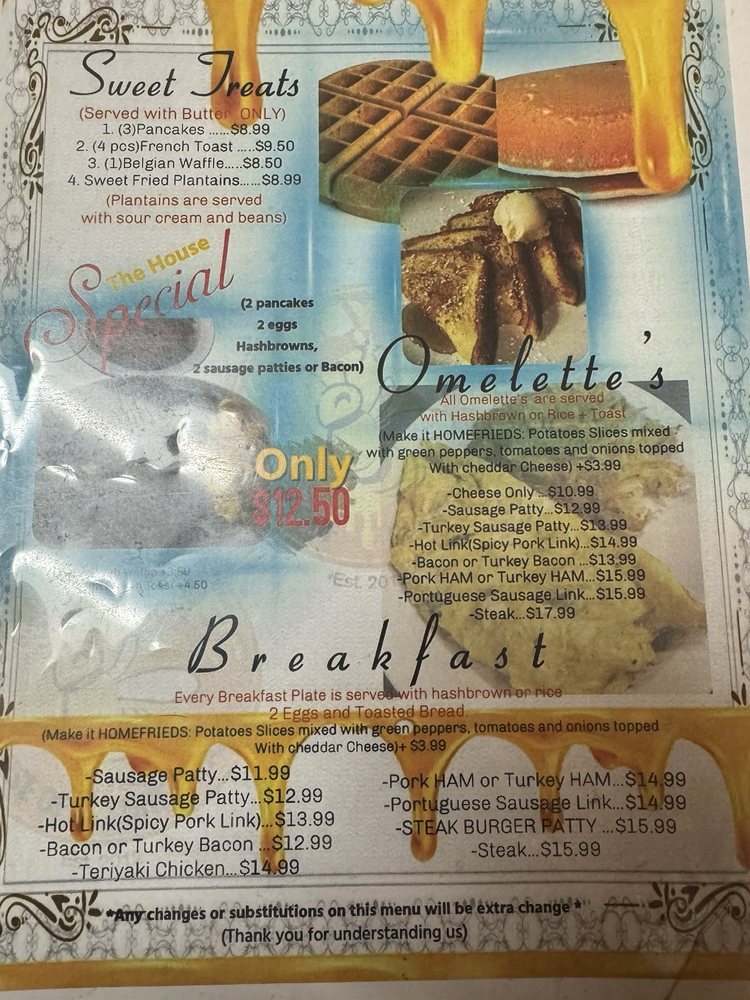 Sweet Treats
(Served with Butter ONLY)
1. (3)Pancakes ......$8.99
2. (4 pcs)French Toast .....$9.50
3. (1)Belgian Waffle.....$8.50
4. Sweet Fried Plantains......$8.99
(Plantains are served
with sour cream and beans)
The House
Special
(2 pancakes
2 eggs
Hashbrowns,
2 sausage patties or Bacon)
Only
$12.50
+4.50
Est. 20
Omelette's
All Omelette's are served
with Hashbrown or Rice + Toast
(Make it HOMEFRIEDS: Potatoes Slices mixed
with green peppers, tomatoes and onions topped
With cheddar Cheese) +$3.99
-Cheese Only ...$10.99
-Sausage Patty...$12.99
-Turkey Sausage Patty...$13.99
-Hot Link(Spicy Pork Link)...$14.99
-Bacon or Turkey Bacon ...$13.99
-Pork HAM or Turkey HAM...$15.99
-Portuguese Sausage Link...$15.99
-Steak...$17.99
Breakfast
Every Breakfast Plate is served with hashbrown or rice
2 Eggs and Toasted Bread.
(Make it HOMEFRIEDS: Potatoes Slices mixed with green peppers, tomatoes and onions topped
With cheddar Cheese)+ $3.99
-Sausage Patty...$11.99
-Turkey Sausage Patty...$12.99
-Hot Link(Spicy Pork Link)...$13.99
-Bacon or Turkey Bacon ...$12.99
-Teriyaki Chicken...$14.99
-Pork HAM or Turkey HAM...$14.99
-Portuguese Sausage Link...$14.99
-STEAK BURGER PATTY ...$15.99
-Steak...$15.99
*Any changes or substitutions on this menu will be extra change *
(Thank you for understanding us)